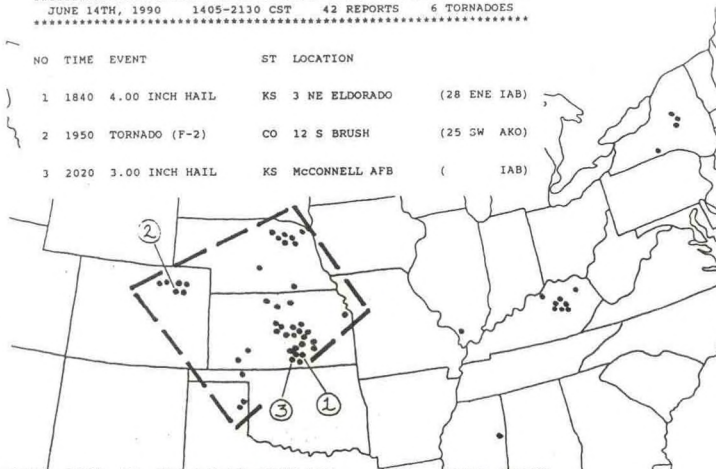 JUNE 14TH, 1990 1405-2130 CST 42 REPORTS 6 TORNADOES
************************************************************
NO TIME EVENT ST LOCATION
1 1840 4.00 INCH HAIL KS 3 NE ELDORADO (28 ENE IAB)
2 1950 TORNADO (F-2) CO 12 S BRUSH (25 SW AKO)
3 2020 3.00 INCH HAIL KS McCONNELL AFB ( IAB)
2
3 1